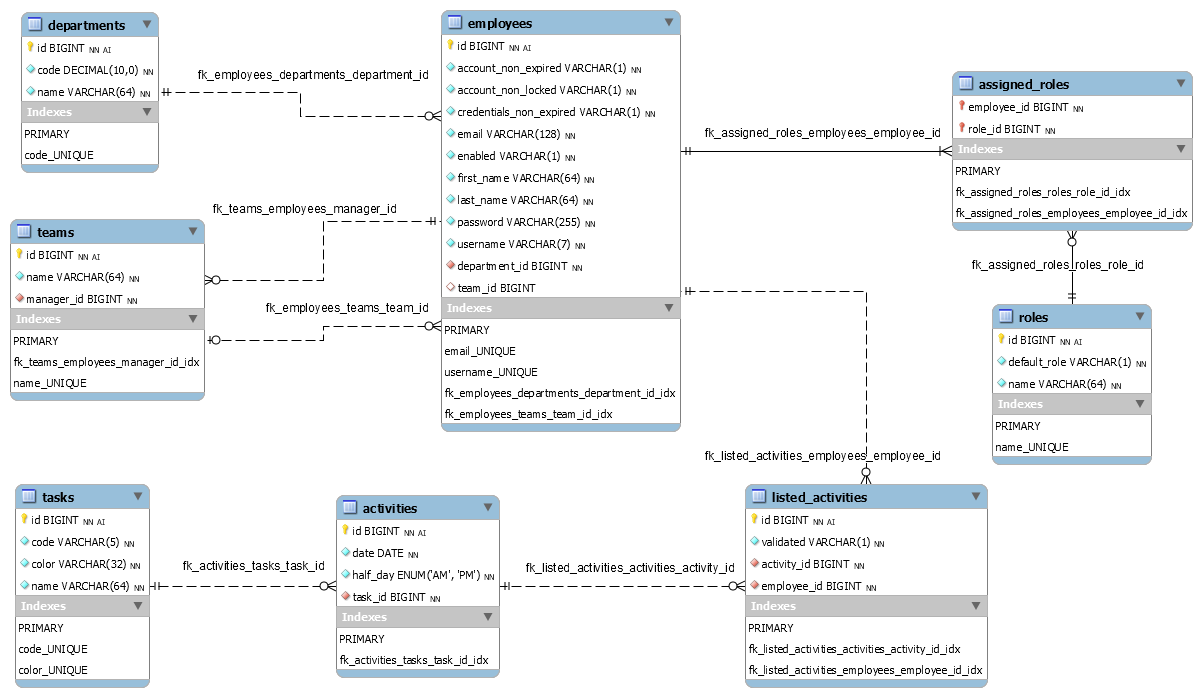 departments
id BIGINT NN AI
code DECIMAL(10,0) NN
name VARCHAR(64) NN
Indexes
PRIMARY
code_UNIQUE
fk_employees_departments_department_id
employees
id BIGINT NN AI
account_non_expired VARCHAR(1) NN
account_non_locked VARCHAR(1) NN
credentials_non_expired VARCHAR(1) NN
email VARCHAR(128) NN
enabled VARCHAR(1) NN
first_name VARCHAR(64) NN
last_name VARCHAR(64) NN
password VARCHAR(255) NN
username VARCHAR(7) NN
department_id BIGINT NN
team_id BIGINT
Indexes
PRIMARY
email_UNIQUE
username_UNIQUE
fk_employees_departments_department_id_idx
fk_employees_teams_team_id_idx
fk_assigned_roles_employees_employee_id
assigned_roles
employee_id BIGINT NN
role_id BIGINT NN
Indexes
PRIMARY
fk_assigned_roles_roles_role_id_idx
fk_assigned_roles_employees_employee_id_idx
fk_teams_employees_manager_id
teams
id BIGINT NN AI
name VARCHAR(64) NN
manager_id BIGINT NN
Indexes
PRIMARY
fk_teams_employees_manager_id_idx
name_UNIQUE
fk_employees_teams_team_id
fk_assigned_roles_roles_role_id
roles
id BIGINT NN AI
default_role VARCHAR(1) NN
name VARCHAR(64) NN
Indexes
PRIMARY
name_UNIQUE
fk_listed_activities_employees_employee_id
tasks
id BIGINT NN AI
code VARCHAR(5) NN
color VARCHAR(32) NN
name VARCHAR(64) NN
Indexes
PRIMARY
code_UNIQUE
color_UNIQUE
fk_activities_tasks_task_id
activities
id BIGINT NN AI
date DATE NN
half_day ENUM('AM', 'PM') NN
task_id BIGINT NN
Indexes
PRIMARY
fk_activities_tasks_task_id_idx
fk_listed_activities_activities_activity_id
listed_activities
id BIGINT NN AI
validated VARCHAR(1) NN
activity_id BIGINT NN
employee_id BIGINT NN
Indexes
PRIMARY
fk_listed_activities_activities_activity_id_idx
fk_listed_activities_employees_employee_id_idx